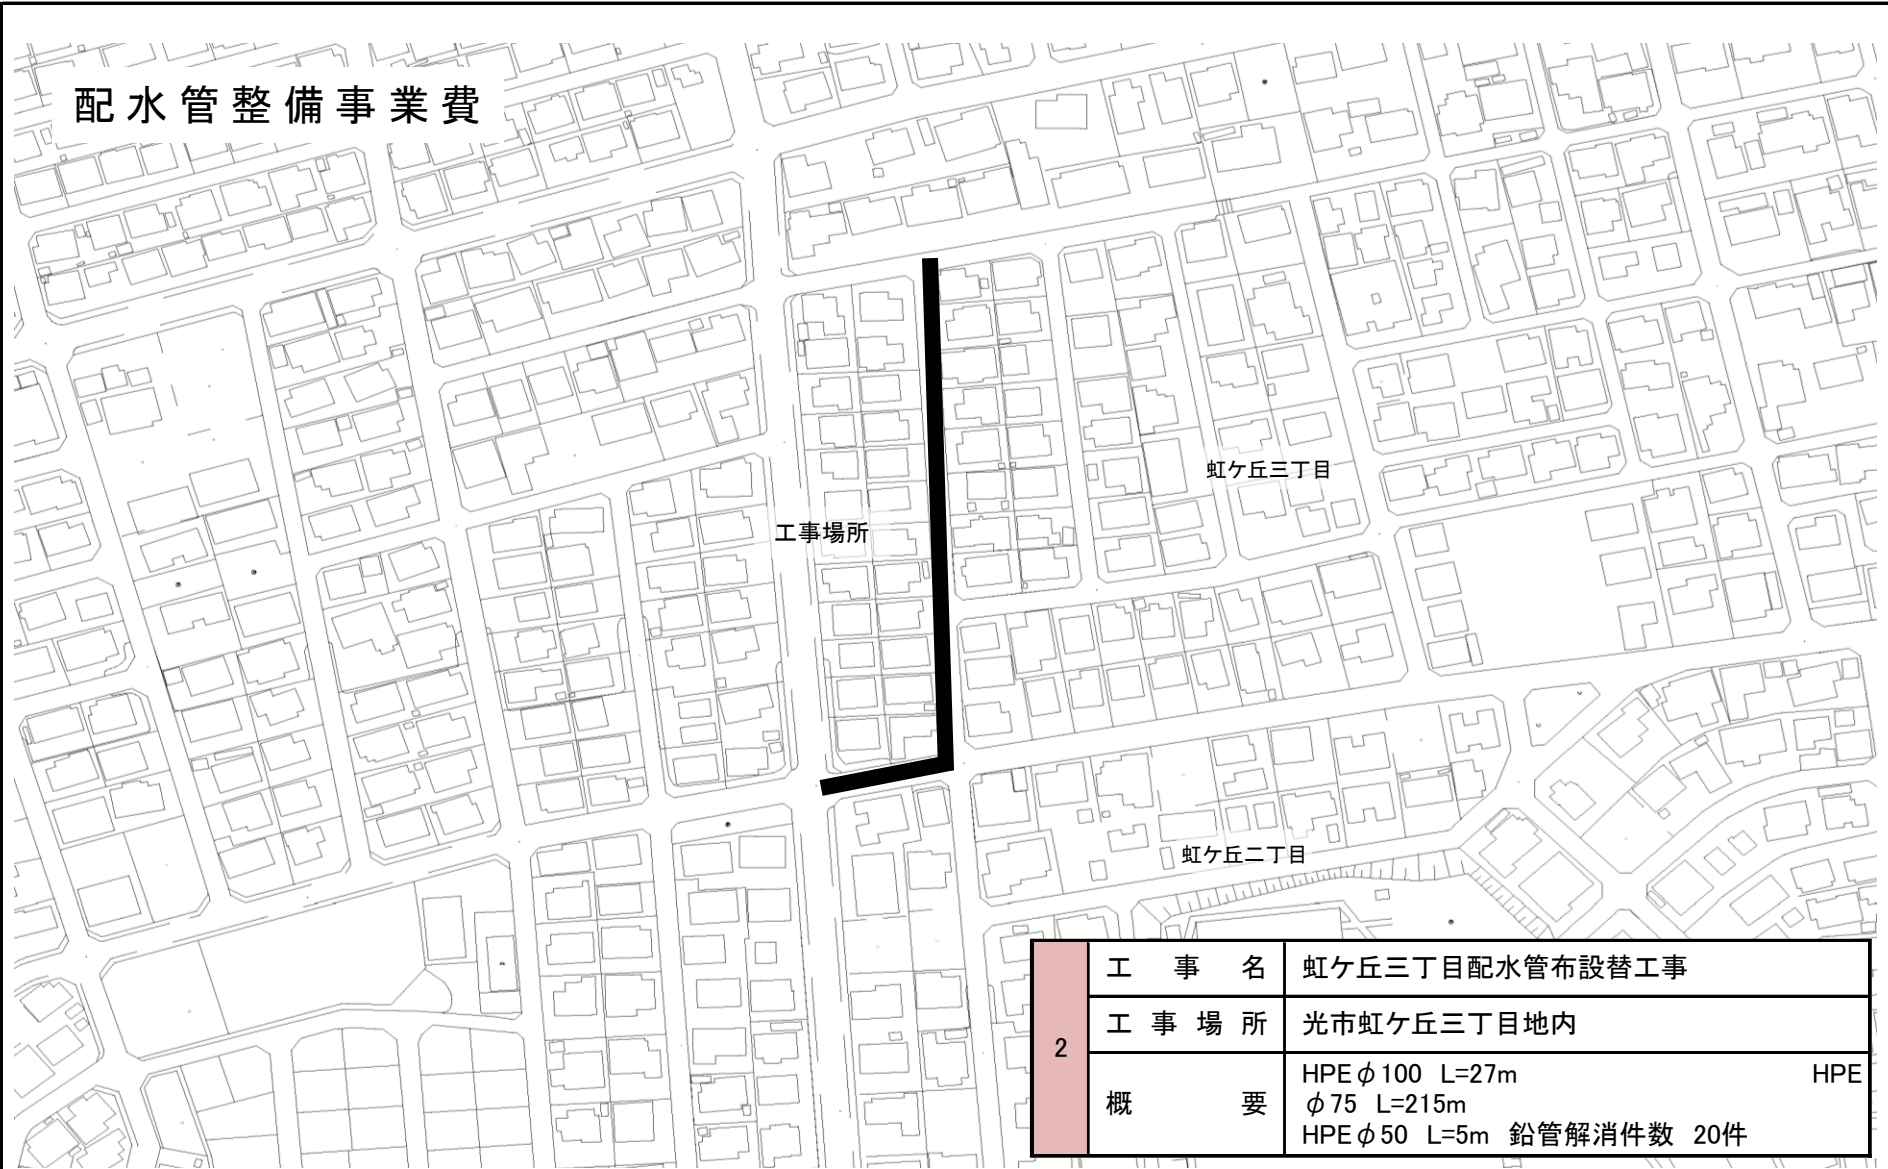 配水管整備事業費
虹ケ丘三丁目
工事場所
虹ケ丘二丁目
2
工事名 虹ケ丘三丁目配水管布設替工事
工事場所 光市虹ケ丘三丁目地内
概要
HPEφ100 L=27m HPE
φ75 L=215m
HPEφ50 L=5m 鉛管解消件数 20件